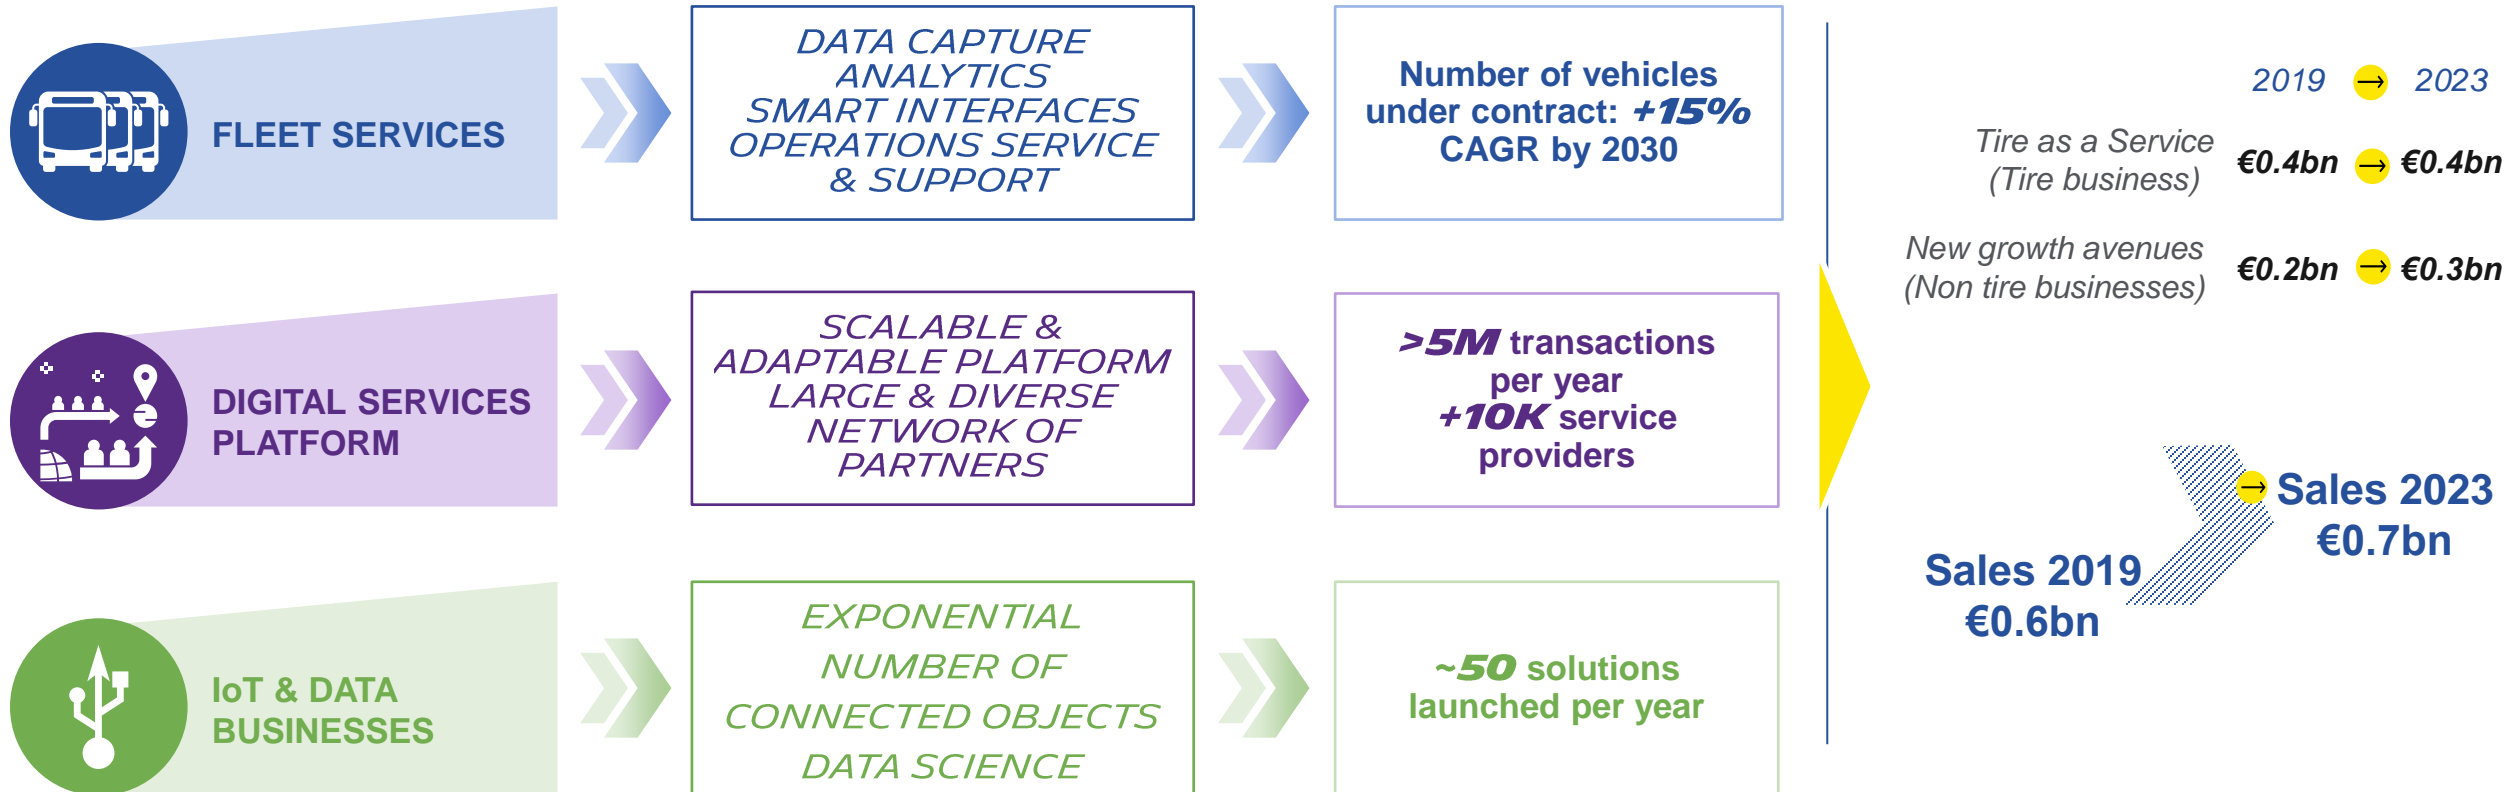 FLEET SERVICES
DATA CAPTURE
ANALYTICS
SMART INTERFACES
OPERATIONS SERVICE
& SUPPORT
Number of vehicles
under contract: +15%
CAGR by 2030
DIGITAL SERVICES
PLATFORM
SCALABLE &
ADAPTABLE PLATFORM
LARGE & DIVERSE
NETWORK OF
PARTNERS
>5M transactions
per year
+10K service
providers
IoT & DATA
BUSINESSES
EXPONENTIAL
NUMBER OF
CONNECTED OBJECTS
DATA SCIENCE
~50 solutions
launched per year
2019 → 2023
Tire as a Service
(Tire business)
€0.4bn → €0.4bn
New growth avenues
(Non tire businesses)
€0.2bn → €0.3bn
Sales 2019
€0.6bn
→ Sales 2023
€0.7bn